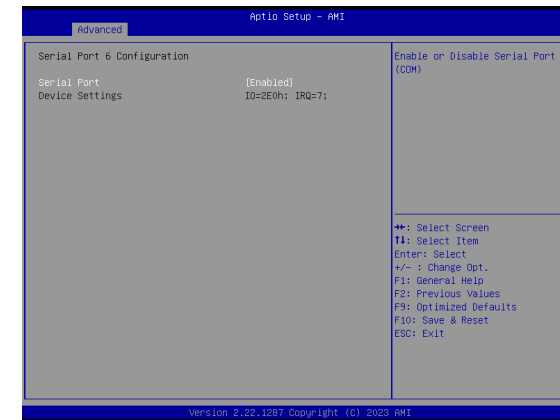 Aptio Setup - AMI
Advanced
Serial Port 6 Configuration
Serial Port [Enabled]
Device Settings IO=2E0h; IRQ=7;
Enable or Disable Serial Port
(COM)
→←: Select Screen
↑↓: Select Item
Enter: Select
+/- : Change Opt.
F1: General Help
F2: Previous Values
F9: Optimized Defaults
F10: Save & Reset
ESC: Exit
Version 2.22.1287 Copyright (C) 2023 AMI